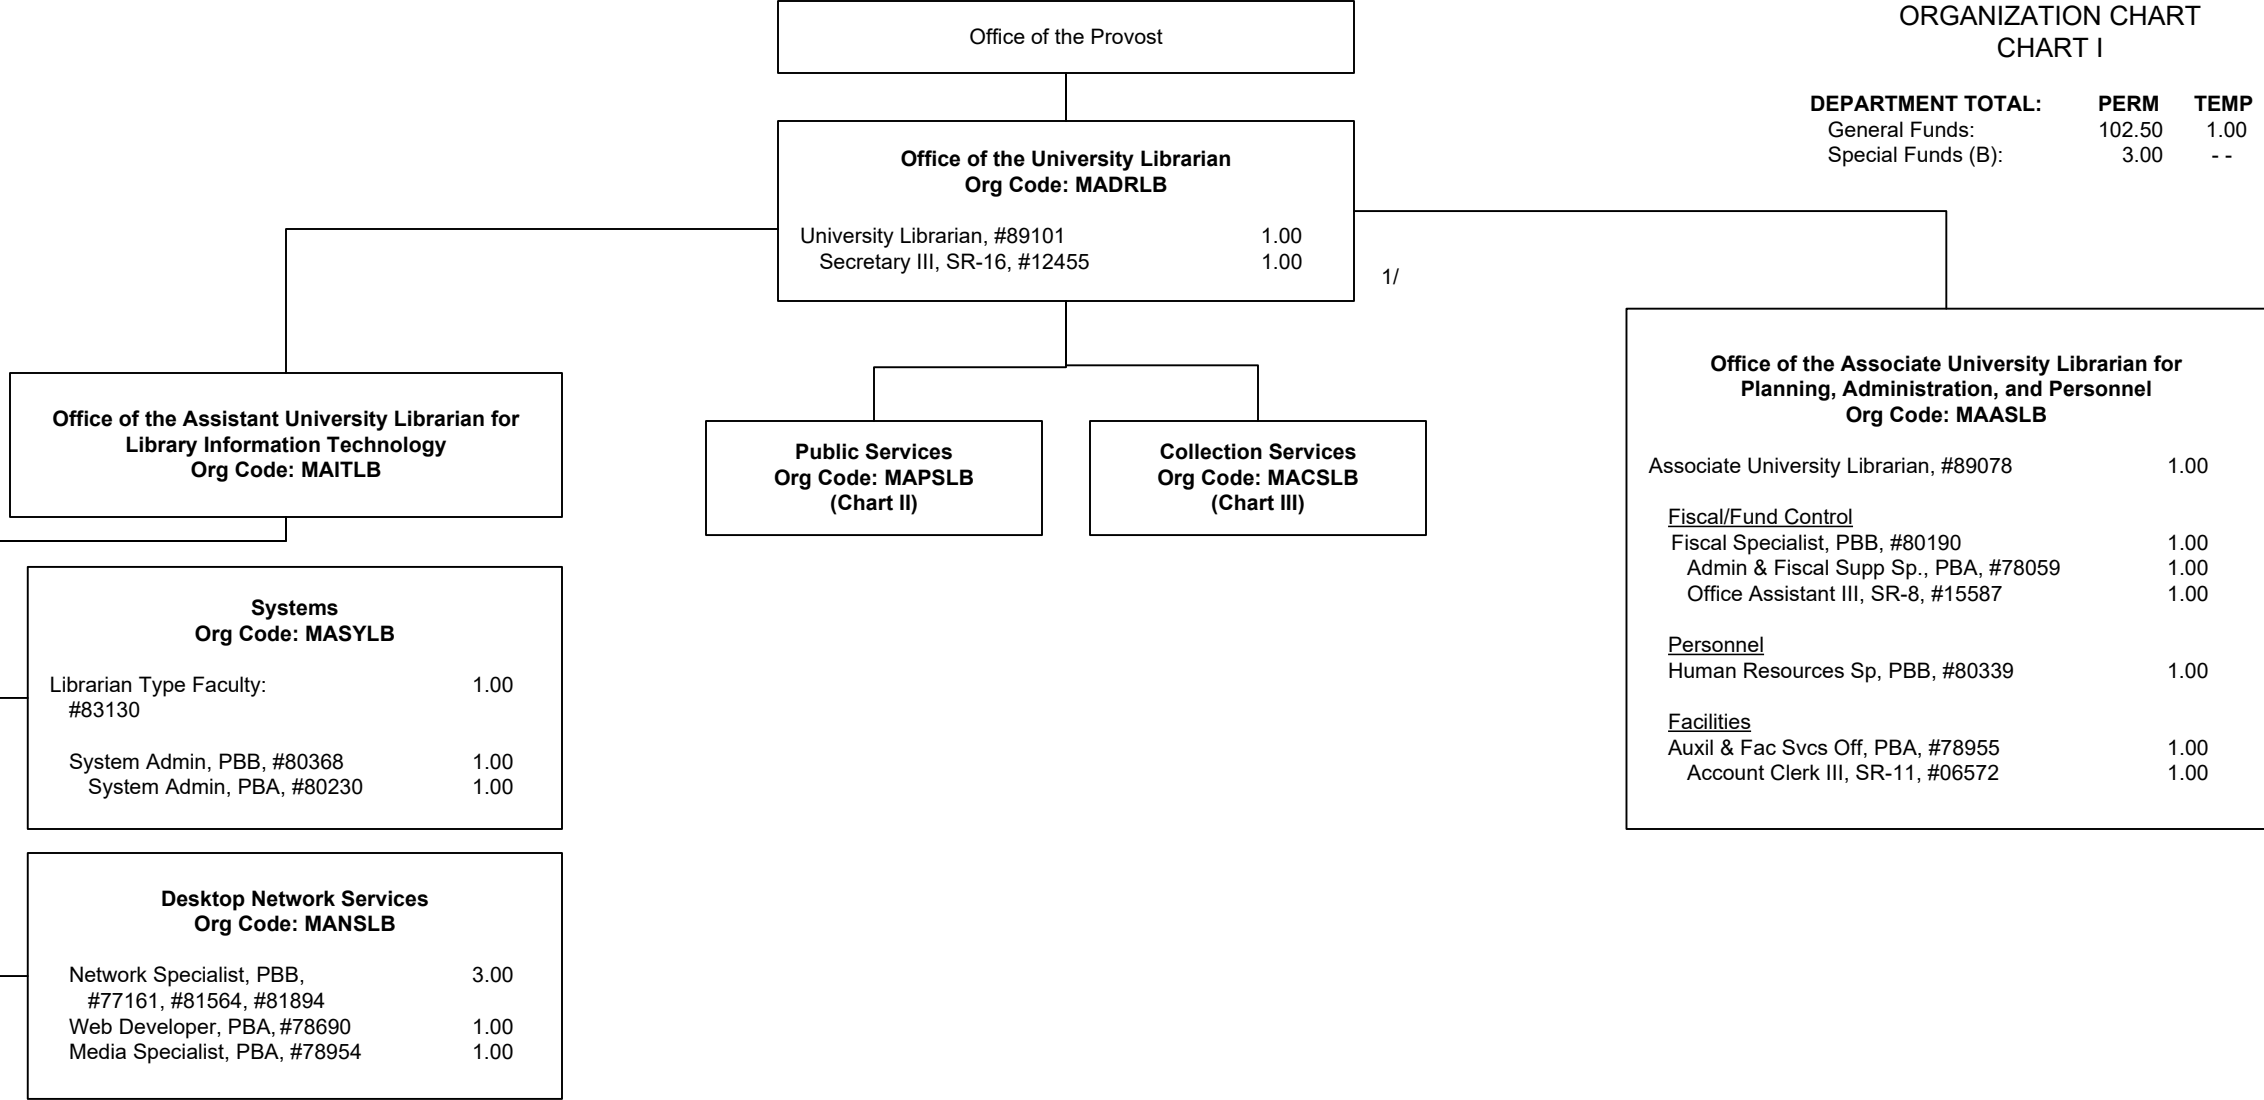 ORGANIZATION CHART
CHART I
DEPARTMENT TOTAL: PERM TEMP
General Funds: 102.50 1.00
Special Funds (B): 3.00 - -
Office of the Provost
Office of the University Librarian
Org Code: MADRLB
University Librarian, #89101 1.00
Secretary III, SR-16, #12455 1.00
1/
Office of the Assistant University Librarian for
Library Information Technology
Org Code: MAITLB
Systems
Org Code: MASYLB
Librarian Type Faculty: 1.00
#83130
System Admin, PBB, #80368 1.00
System Admin, PBA, #80230 1.00
Desktop Network Services
Org Code: MANSLB
Network Specialist, PBB, 3.00
#77161, #81564, #81894
Web Developer, PBA, #78690 1.00
Media Specialist, PBA, #78954 1.00
Public Services
Org Code: MAPSLB
(Chart II)
Collection Services
Org Code: MACSLB
(Chart III)
Office of the Associate University Librarian for
Planning, Administration, and Personnel
Org Code: MAASLB
Associate University Librarian, #89078 1.00
Fiscal/Fund Control
Fiscal Specialist, PBB, #80190 1.00
Admin & Fiscal Supp Sp., PBA, #78059 1.00
Office Assistant III, SR-8, #15587 1.00
Personnel
Human Resources Sp, PBB, #80339 1.00
Facilities
Auxil & Fac Svcs Off, PBA, #78955 1.00
Account Clerk III, SR-11, #06572 1.00